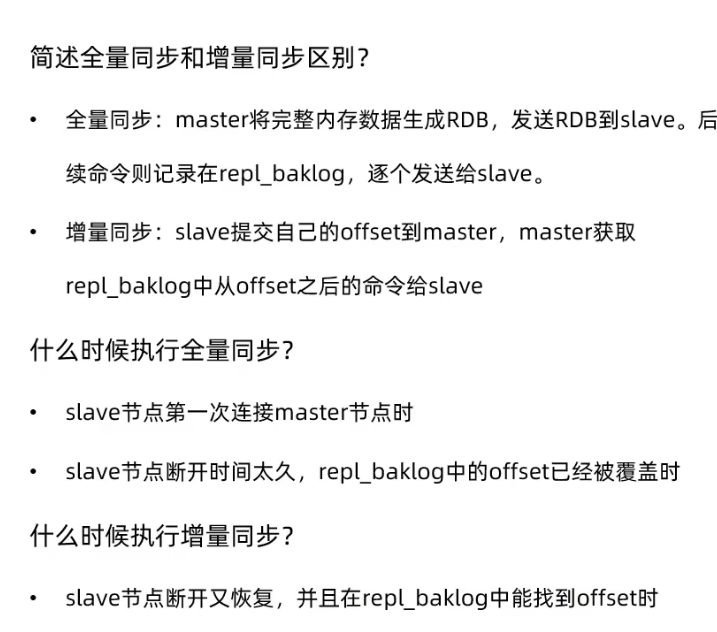 简述全量同步和增量同步区别？
• 全量同步：master将完整内存数据生成RDB，发送RDB到slave。后
续命令则记录在repl_baklog，逐个发送给slave。
• 增量同步：slave提交自己的offset到master，master获取
repl_baklog中从offset之后的命令给slave
什么时候执行全量同步？
• slave节点第一次连接master节点时
• slave节点断开时间太久，repl_baklog中的offset已经被覆盖时
什么时候执行增量同步？
• slave节点断开又恢复，并且在repl_baklog中能找到offset时